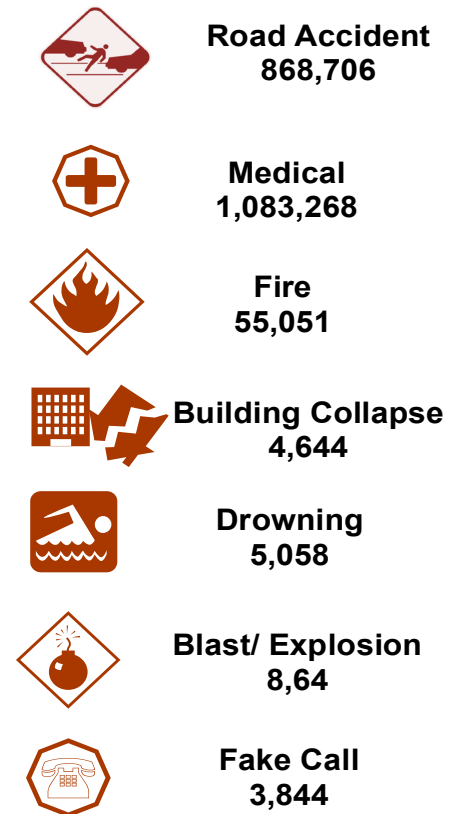 Road Accident
868,706
Medical
1,083,268
Fire
55,051
Building Collapse
4,644
Drowning
5,058
Blast/ Explosion
8,64
Fake Call
3,844